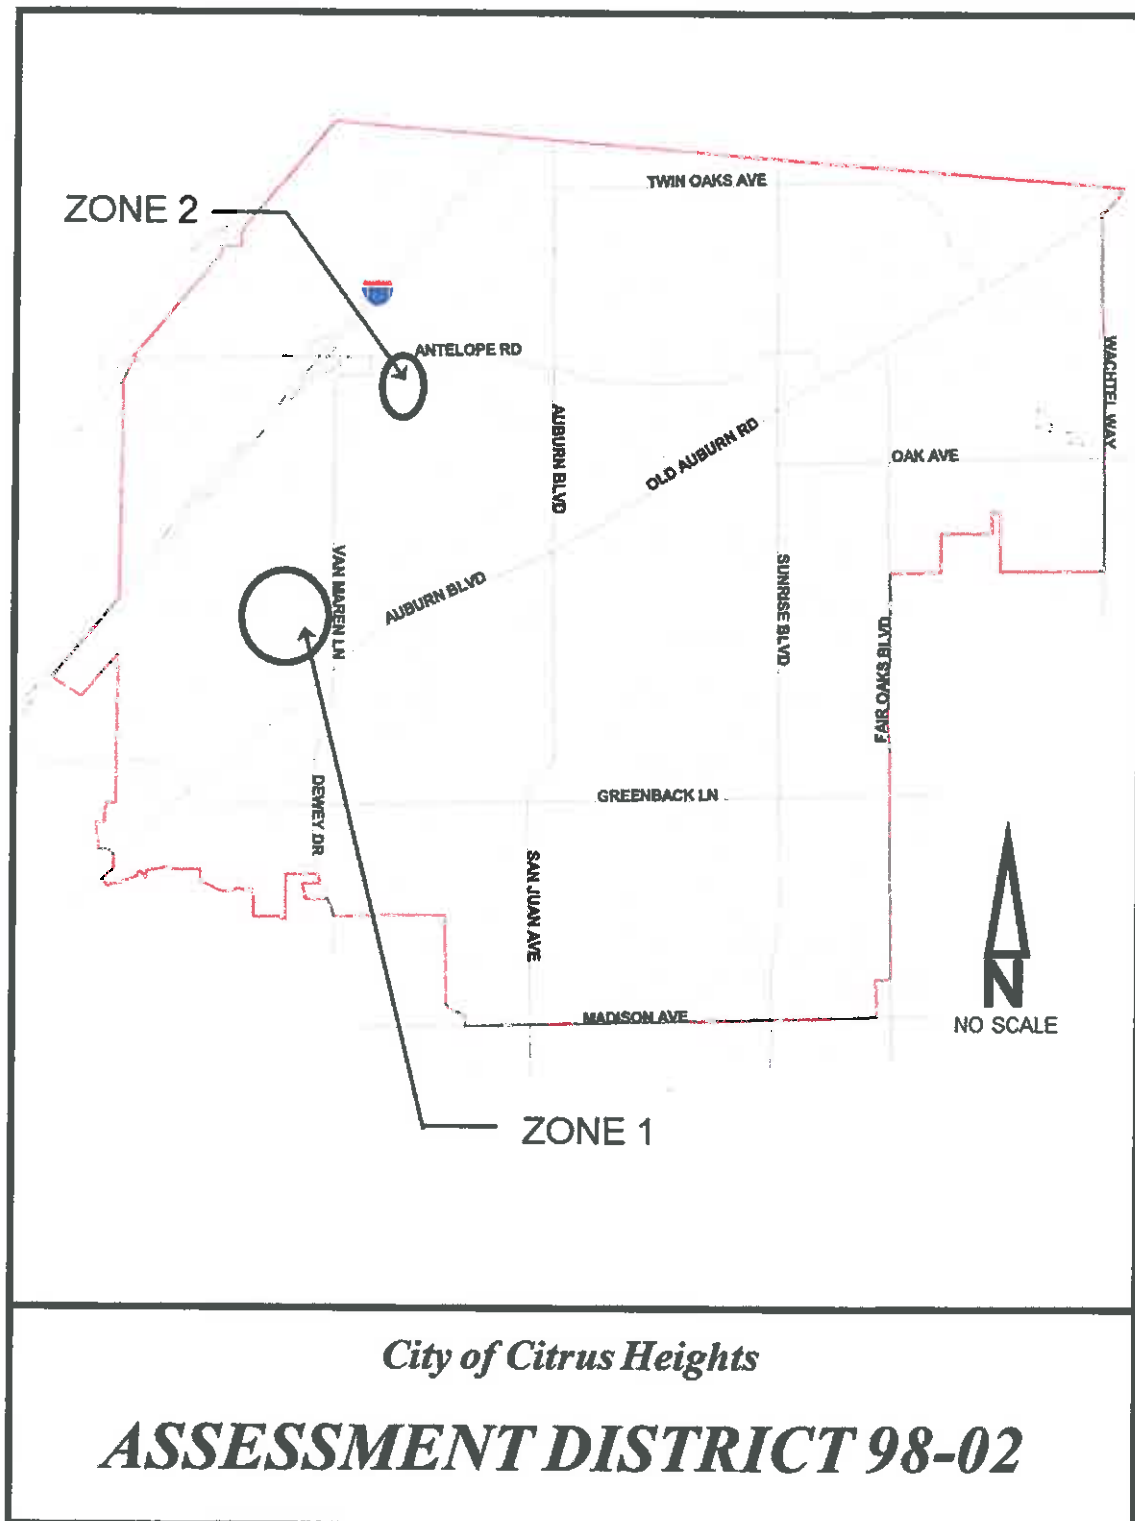 TWIN OAKS AVE
ZONE 2
ANTELOPE RD
WACHTEL WAY
AUBURN BLVD
OLD AUBURN RD
OAK AVE
VAN MAREN LN
AUBURN BLVD
SUNRISE BLVD
FAIR OAKS BLVD
DEWEY DR
GREENBACK LN
SAN JUAN AVE
MADISON AVE
N
NO SCALE
ZONE 1
City of Citrus Heights
ASSESSMENT DISTRICT 98-02